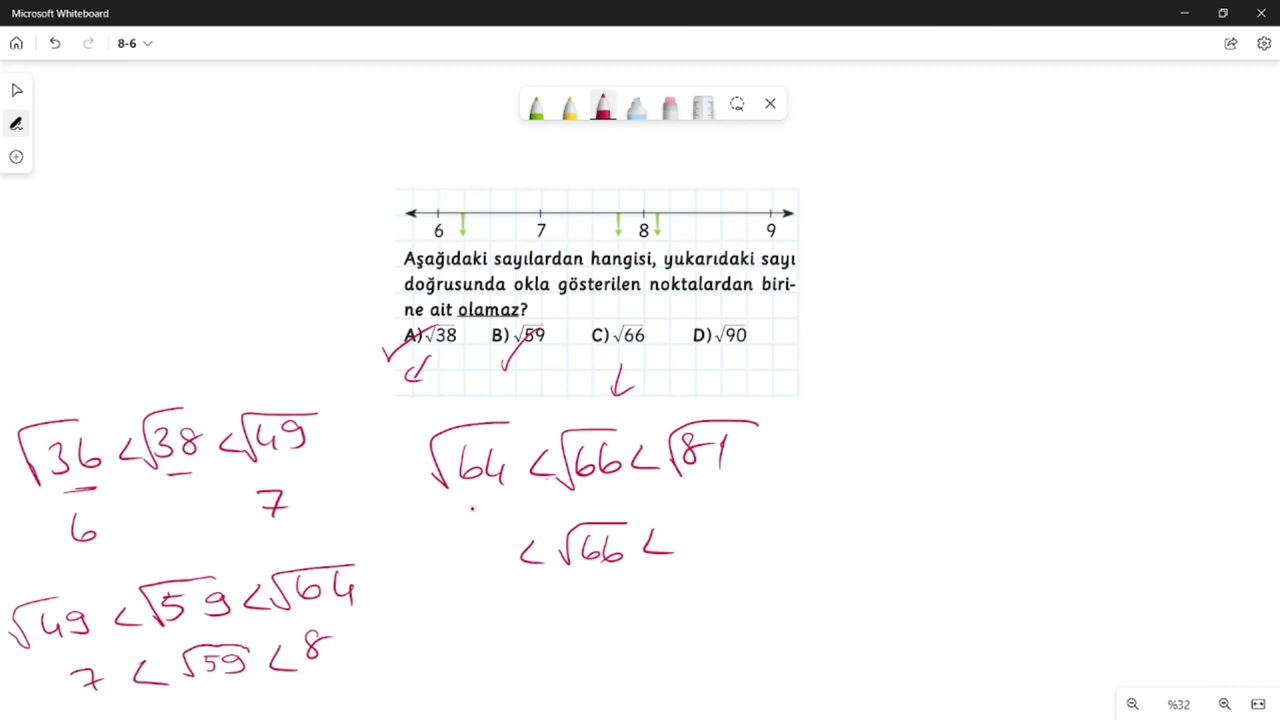 Microsoft Whiteboard
8-6
6 7 8 9
Aşağıdaki sayılardan hangisi, yukarıdaki sayı
doğrusunda okla gösterilen noktalardan biri-
ne ait olamaz?
A) √38 B) √59 C) √66 D) √90
√36 < √38 < √49
6 7
√49 < √59 < √64
7 < √59 < 8
√64 < √66 < √81
< √66 <
%32